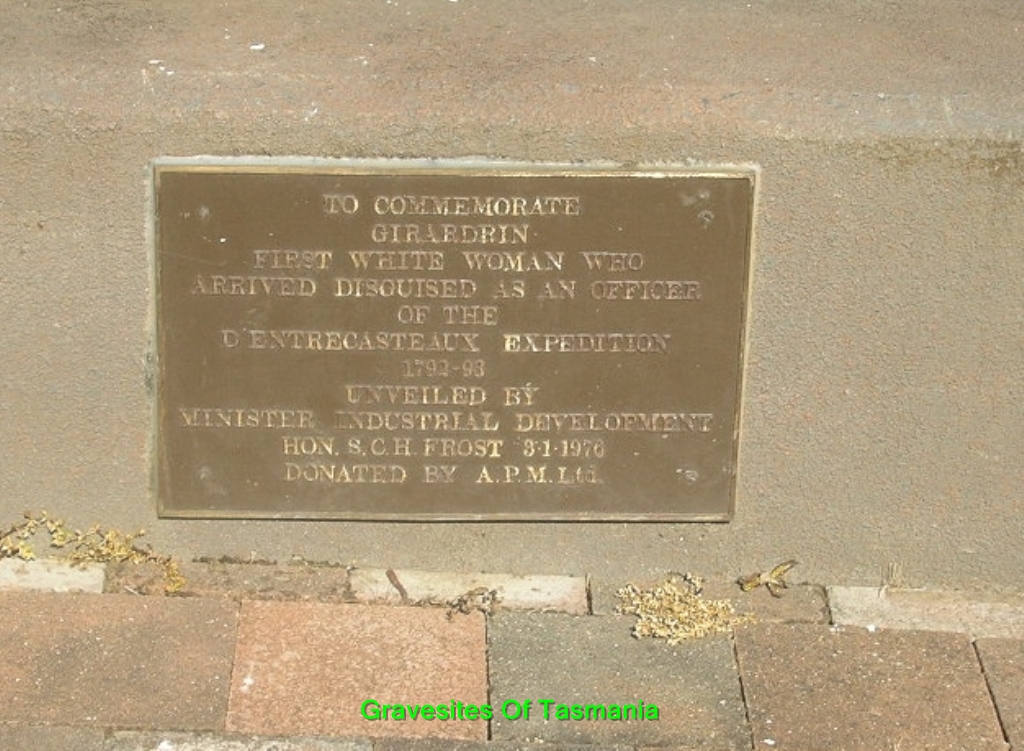 TO COMMEMORATE
GIRARDRIN
FIRST WHITE WOMAN WHO
ARRIVED DISGUISED AS AN OFFICER
OF THE
D'ENTRECASTEAUX EXPEDITION
1792-93
UNVEILED BY
MINISTER INDUSTRIAL DEVELOPMENT
HON. S.C.H. FROST 3-1-1976
DONATED BY A.P.M. Ltd.
Gravesites Of Tasmania